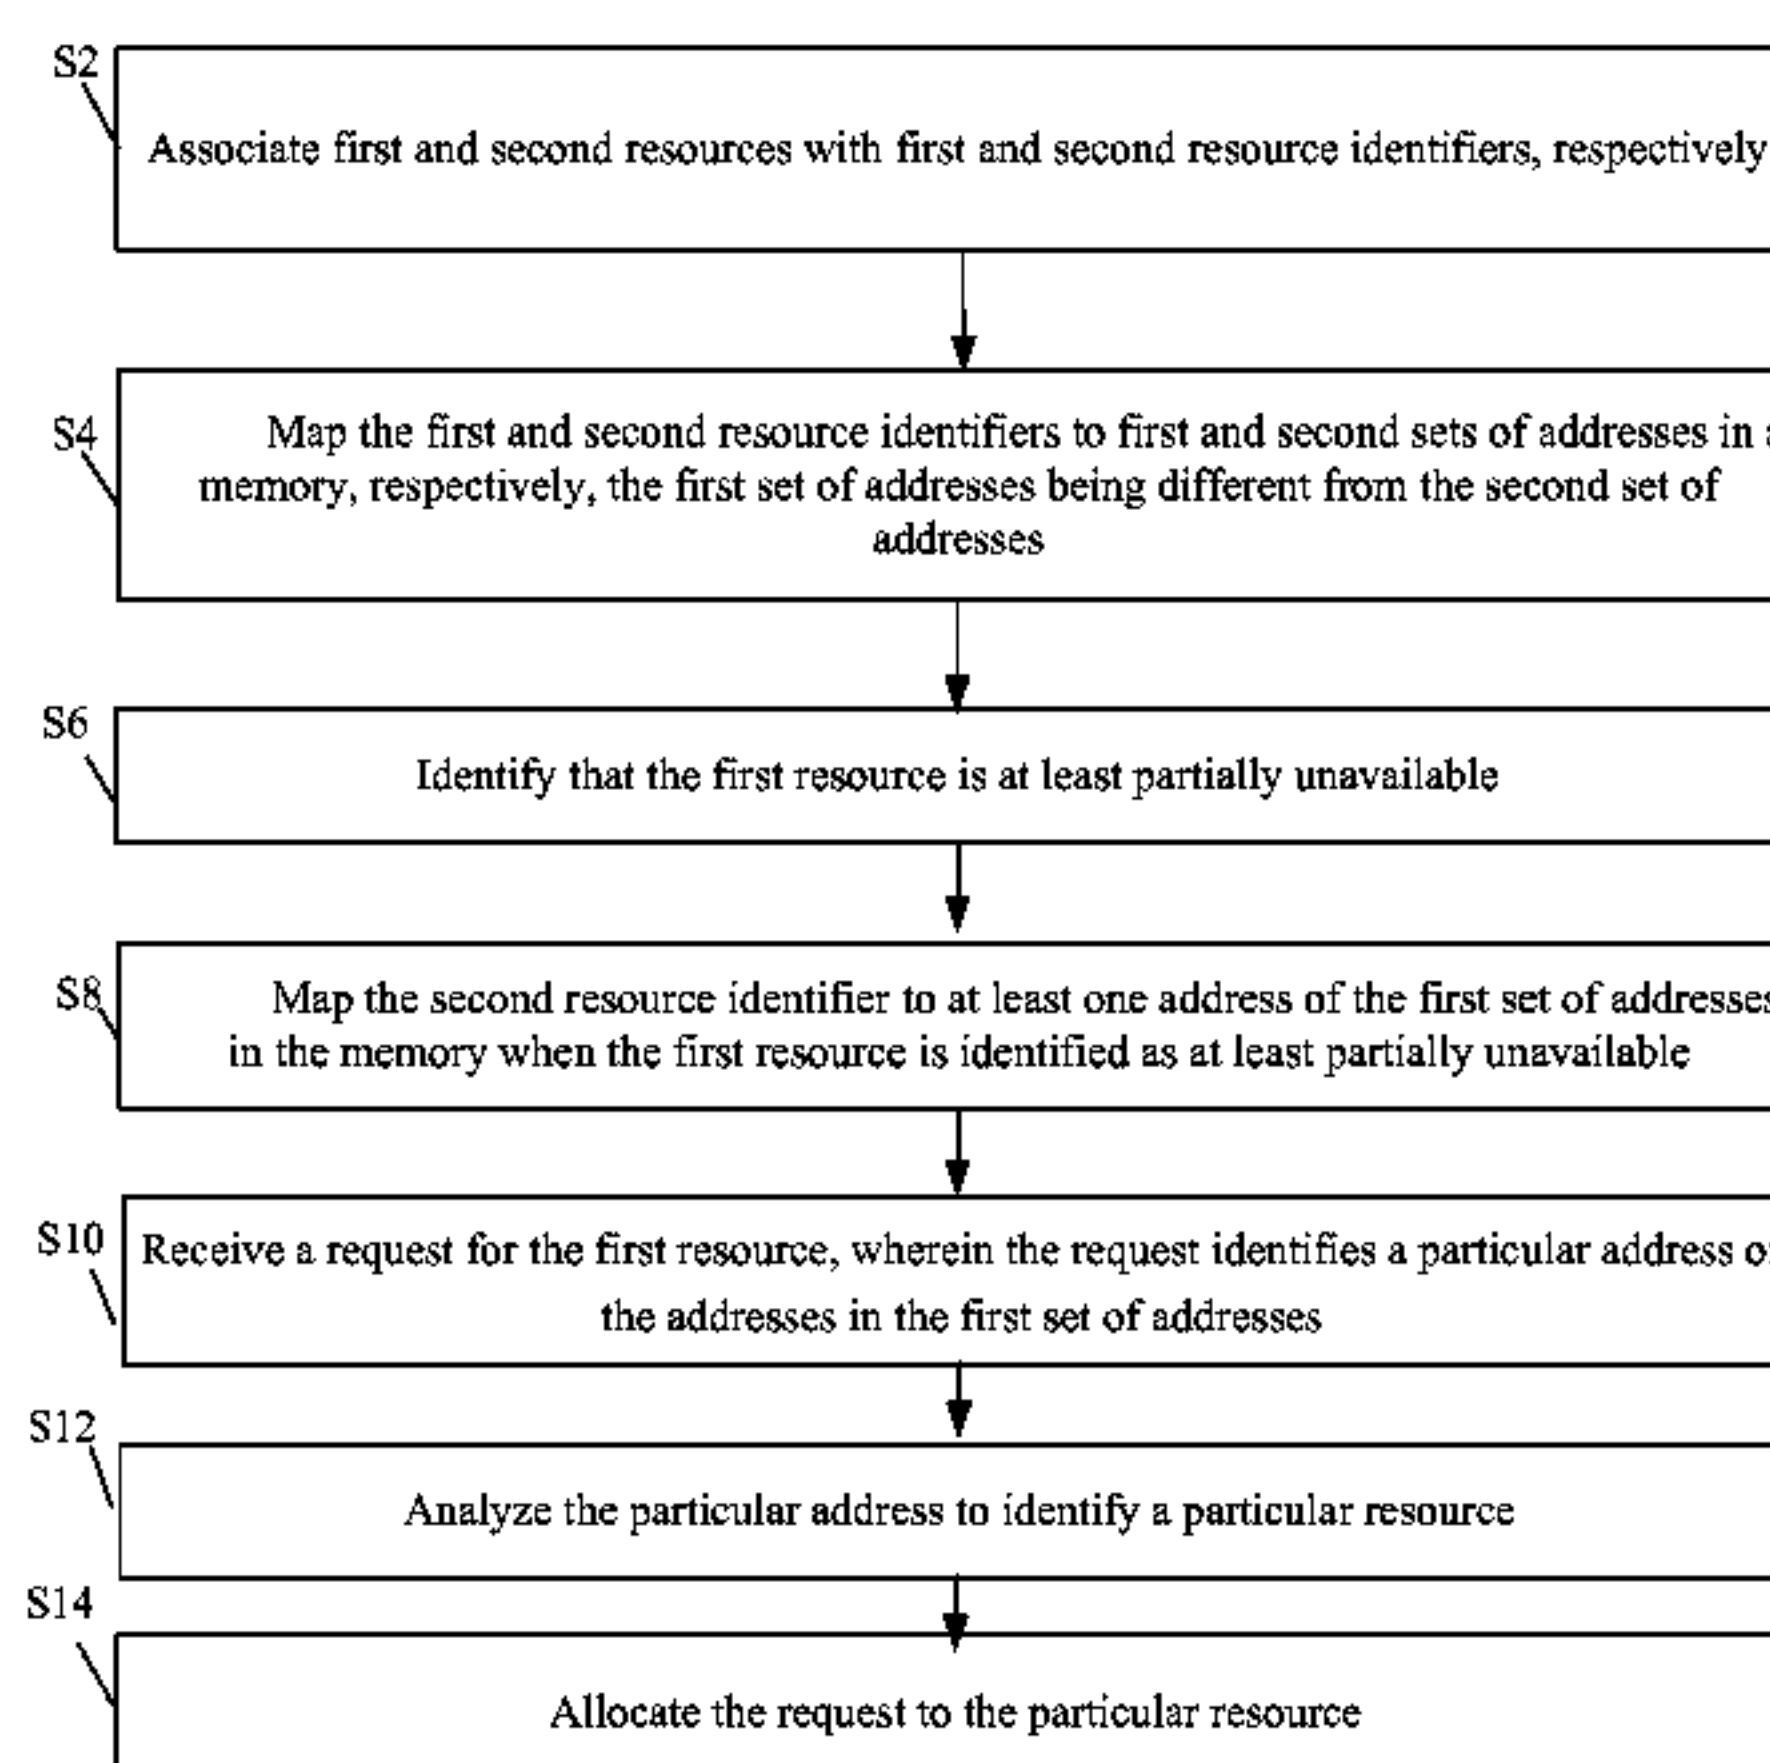 S2
Associate first and second resources with first and second resource identifiers, respectively
S4
Map the first and second resource identifiers to first and second sets of addresses in a
memory, respectively, the first set of addresses being different from the second set of
addresses
S6
Identify that the first resource is at least partially unavailable
S8
Map the second resource identifier to at least one address of the first set of addresses
in the memory when the first resource is identified as at least partially unavailable
S10
Receive a request for the first resource, wherein the request identifies a particular address of
the addresses in the first set of addresses
S12
Analyze the particular address to identify a particular resource
S14
Allocate the request to the particular resource